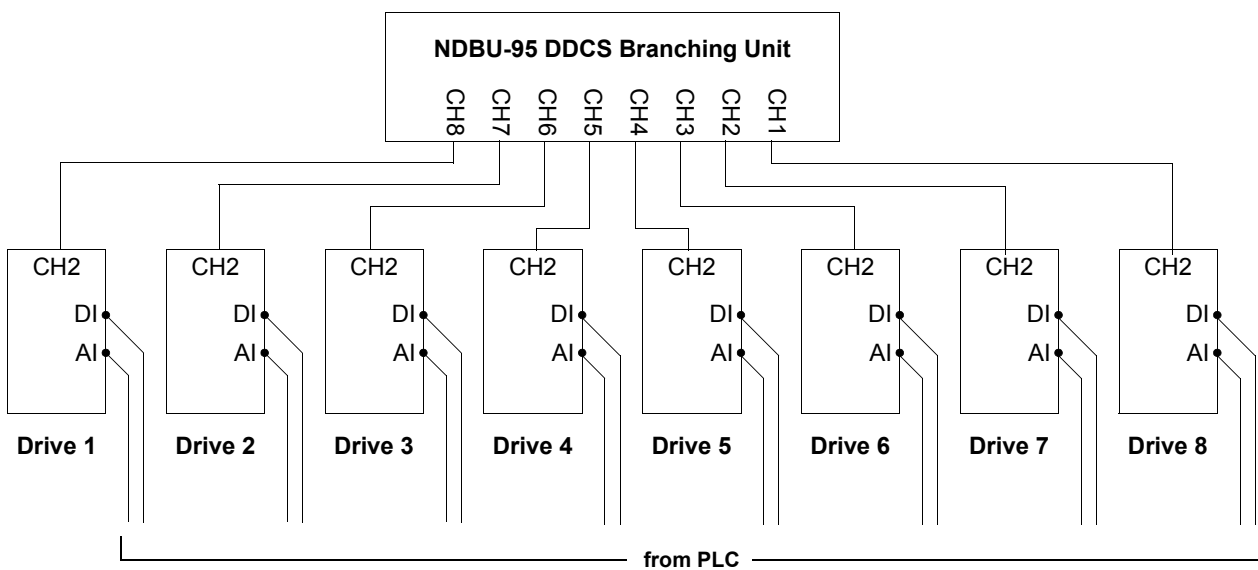 NDBU-95 DDCS Branching Unit
CH8 CH7 CH6 CH5 CH4 CH3 CH2 CH1
CH2 CH2 CH2 CH2 CH2 CH2 CH2 CH2
DI DI DI DI DI DI DI DI
AI AI AI AI AI AI AI AI
Drive 1 Drive 2 Drive 3 Drive 4 Drive 5 Drive 6 Drive 7 Drive 8
from PLC